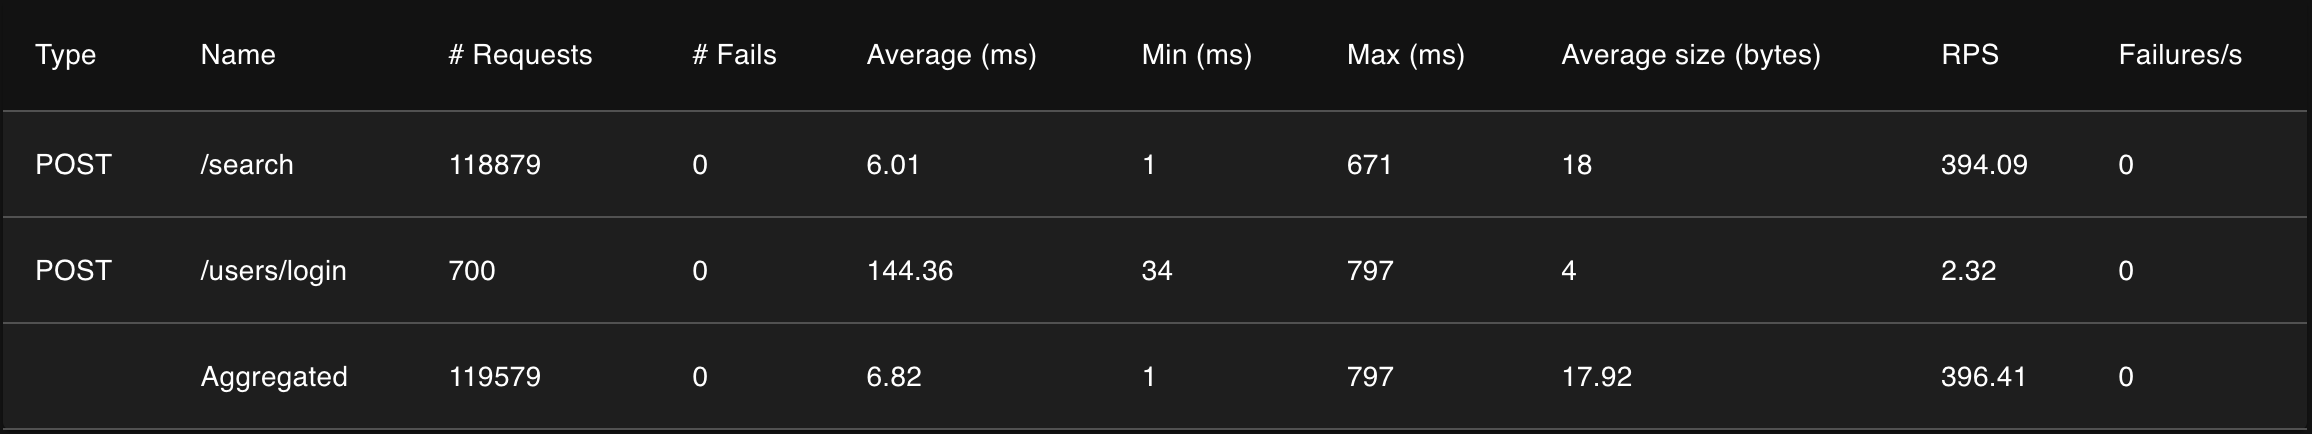 Type Name # Requests # Fails Average (ms) Min (ms) Max (ms) Average size (bytes) RPS Failures/s
POST /search 118879 0 6.01 1 671 18 394.09 0
POST /users/login 700 0 144.36 34 797 4 2.32 0
Aggregated 119579 0 6.82 1 797 17.92 396.41 0